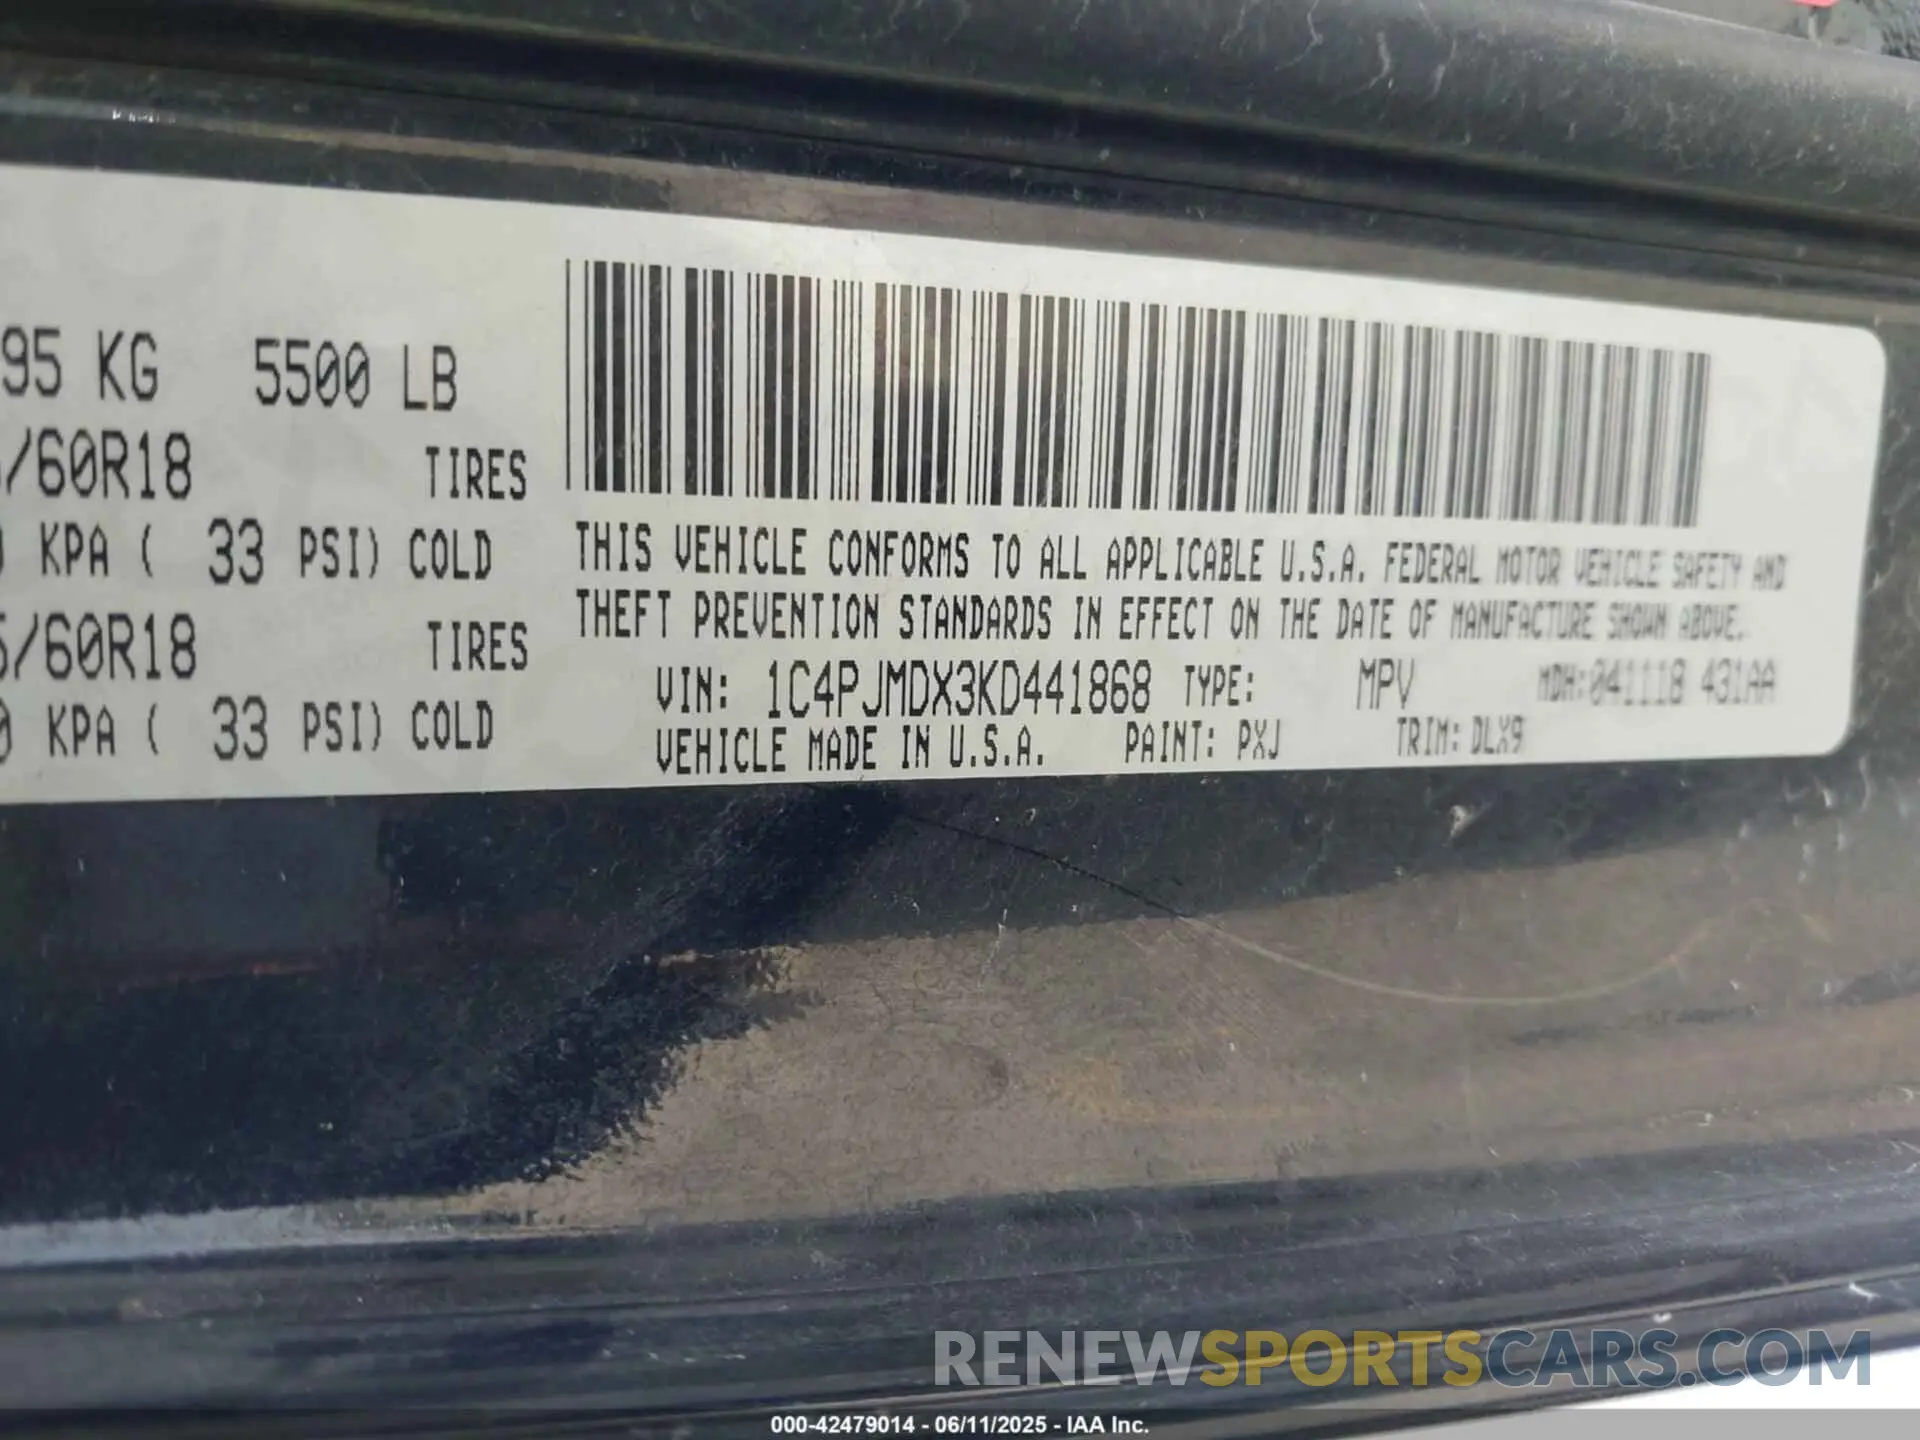 95 KG 5500 LB
/60R18 TIRES
KPA ( 33 PSI) COLD
/60R18 TIRES
KPA ( 33 PSI) COLD
THIS VEHICLE CONFORMS TO ALL APPLICABLE U.S.A. FEDERAL MOTOR VEHICLE SAFETY AND
THEFT PREVENTION STANDARDS IN EFFECT ON THE DATE OF MANUFACTURE SHOWN ABOVE.
VIN: 1C4PJMDX3KD441868 TYPE: MPV MDH:041118 431AA
VEHICLE MADE IN U.S.A. PAINT: PXJ TRIM: DLX9
RENEWSPORTSCARS.COM
000-42479014 - 06/11/2025 - IAA Inc.